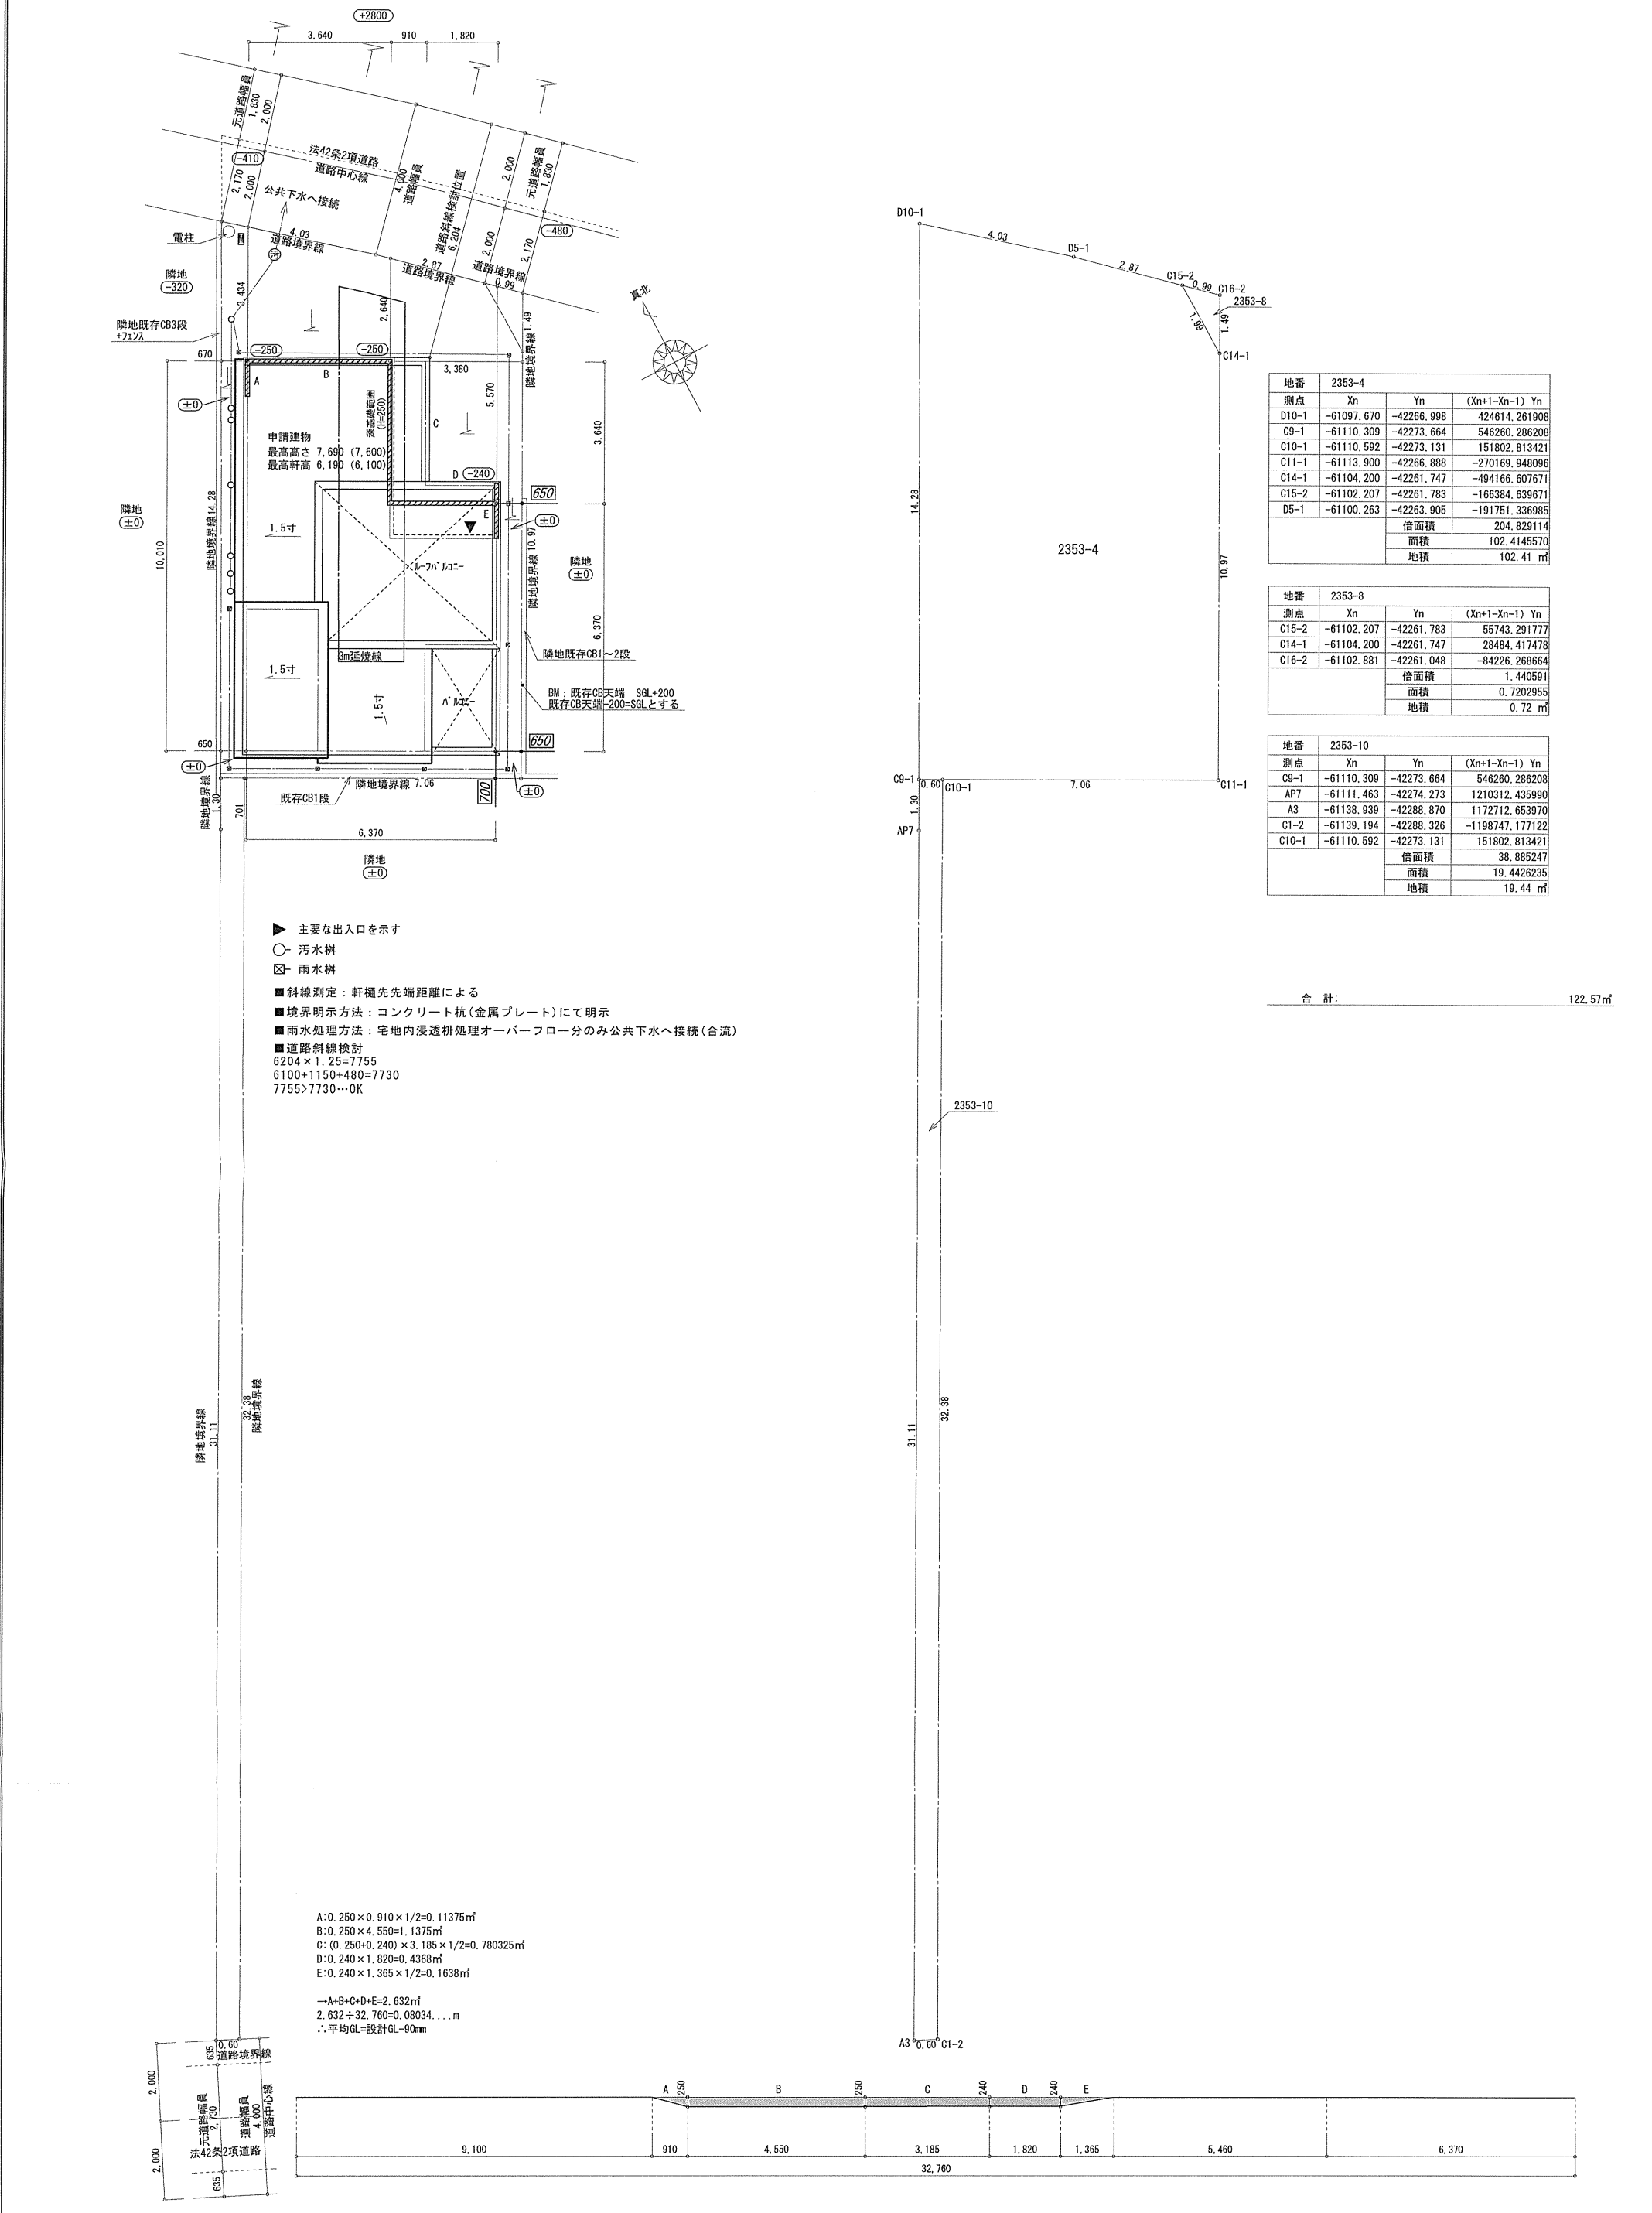 +2800
3,640
910
1,820
元道路幅員
1.830
2,000
-410
2,170
2,000
法42条2項道路
道路中心線
公共下水へ接続
4,000
道路幅員
道路斜線検討位置
6,204
2,000
元道路幅員
1,830
2,000
2,170
-480
電柱
汚
4.03
道路境界線
2.87
道路境界線
道路境界線
0.99
隣地
-320
3,434
2,640
隣地境界線 1.49
隣地既存CB3段
+フェンス
真北
670
-250
-250
A
B
3,380
5,570
±0
深基礎範囲
(H=250)
C
3,640
申請建物
最高高さ 7,690 (7,600)
最高軒高 6,190 (6,100)
D
-240
650
E
±0
隣地
±0
隣地境界線14.28
10,010
1.5寸
ルーフバルコニー
隣地境界線 10.97
隣地
±0
6,370
3m延焼線
隣地既存CB1～2段
1.5寸
1.5寸
バルコニー
BM：既存CB天端 SGL+200
既存CB天端-200=SGLとする
650
650
±0
隣地境界線
1.30
701
隣地境界線 7.06
既存CB1段
700
±0
6,370
隣地
±0
主要な出入口を示す
汚水桝
雨水桝
■斜線測定：軒樋先先端距離による
■境界明示方法：コンクリート杭(金属プレート)にて明示
■雨水処理方法：宅地内浸透枡処理オーバーフロー分のみ公共下水へ接続(合流)
■道路斜線検討
6204×1.25=7755
6100+1150+480=7730
7755>7730…OK
隣地境界線
31.11
32.38
隣地境界線
A:0.250×0.910×1/2=0.11375㎡
B:0.250×4.550=1.1375㎡
C:(0.250+0.240)×3.185×1/2=0.780325㎡
D:0.240×1.820=0.4368㎡
E:0.240×1.365×1/2=0.1638㎡
→A+B+C+D+E=2.632㎡
2.632÷32.760=0.08034....m
∴平均GL=設計GL-90mm
0.60
道路境界線
635
2,000
元道路幅員
2,730
道路幅員
4,000
道路中心線
法42条2項道路
2,000
635
D10-1
4.03
D5-1
2.87
C15-2
0.99
C16-2
2353-8
1.99
1.49
C14-1
14.28
2353-4
10.97
C9-1
0.60
C10-1
7.06
C11-1
1.30
AP7
2353-10
31.11
32.38
A3
0.60
C1-2
地番 2353-4
測点 Xn Yn (Xn+1-Xn-1) Yn
D10-1 -61097.670 -42266.998 424614.261908
C9-1 -61110.309 -42273.664 546260.286208
C10-1 -61110.592 -42273.131 151802.813421
C11-1 -61113.900 -42266.888 -270169.948096
C14-1 -61104.200 -42261.747 -494166.607671
C15-2 -61102.207 -42261.783 -166384.639671
D5-1 -61100.263 -42263.905 -191751.336985
倍面積 204.829114
面積 102.4145570
地積 102.41 ㎡
地番 2353-8
測点 Xn Yn (Xn+1-Xn-1) Yn
C15-2 -61102.207 -42261.783 55743.291777
C14-1 -61104.200 -42261.747 28484.417478
C16-2 -61102.881 -42261.048 -84226.268664
倍面積 1.440591
面積 0.7202955
地積 0.72 ㎡
地番 2353-10
測点 Xn Yn (Xn+1-Xn-1) Yn
C9-1 -61110.309 -42273.664 546260.286208
AP7 -61111.463 -42274.273 1210312.435990
A3 -61138.939 -42288.870 1172712.653970
C1-2 -61139.194 -42288.326 -1198747.177122
C10-1 -61110.592 -42273.131 151802.813421
倍面積 38.885247
面積 19.4426235
地積 19.44 ㎡
合 計: 122.57㎡
A 250 B 250 C 240 D 240 E
9,100 910 4,550 3,185 1,820 1,365 5,460 6,370
32,760